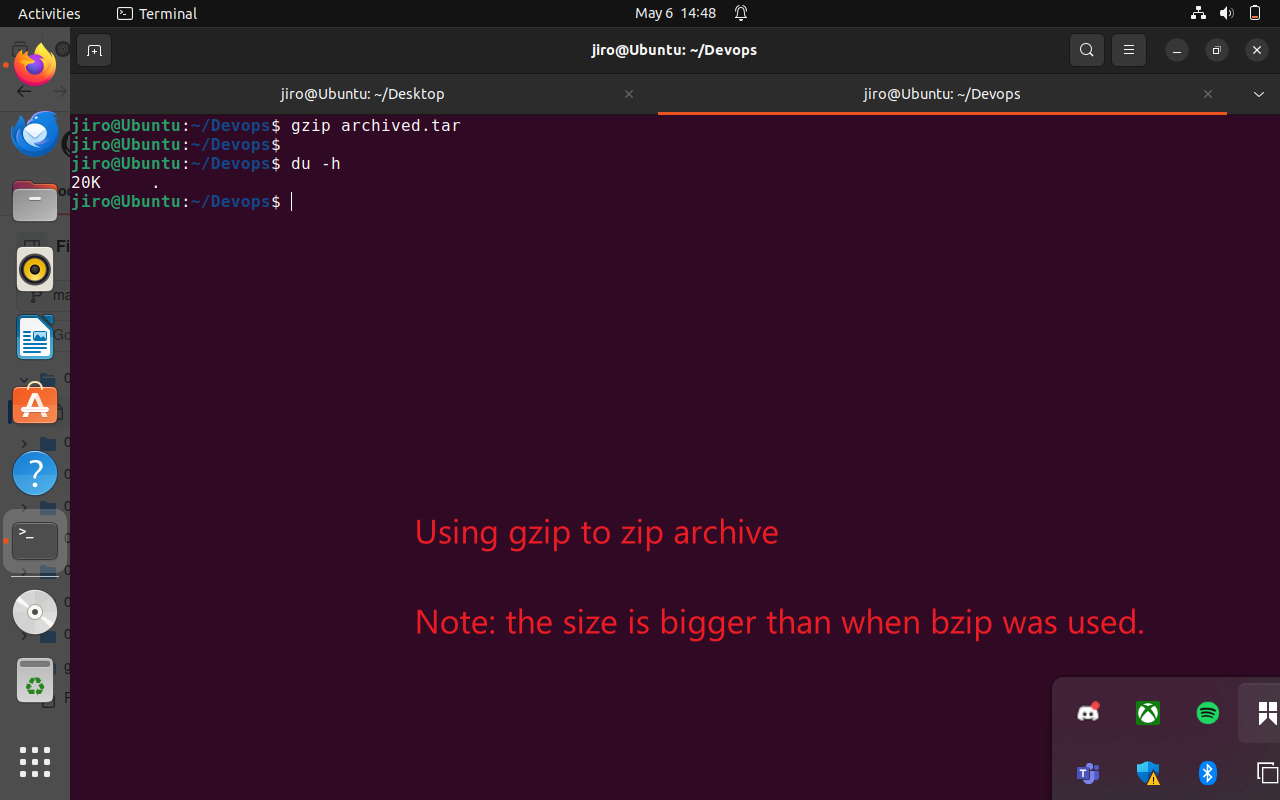 Activities
Terminal
May 6 14:48
jiro@Ubuntu: ~/Devops
jiro@Ubuntu: ~/Desktop
jiro@Ubuntu: ~/Devops
jiro@Ubuntu:~/Devops$ gzip archived.tar
jiro@Ubuntu:~/Devops$
jiro@Ubuntu:~/Devops$ du -h
20K .
jiro@Ubuntu:~/Devops$
Using gzip to zip archive
Note: the size is bigger than when bzip was used.